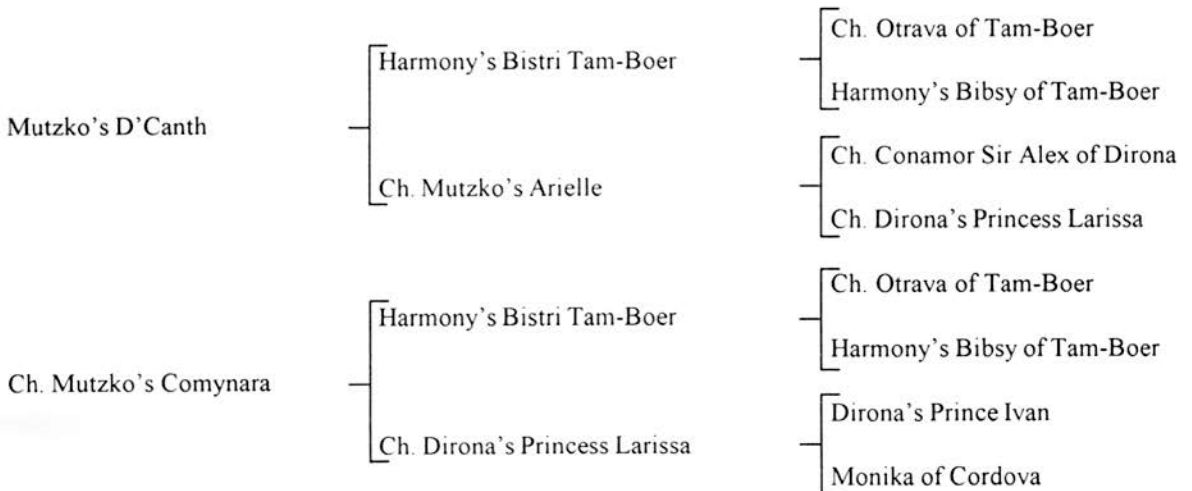 Mutzko's D'Canth
Harmony's Bistri Tam-Boer
Ch. Otrava of Tam-Boer
Harmony's Bibsy of Tam-Boer
Ch. Mutzko's Arielle
Ch. Conamor Sir Alex of Dirona
Ch. Dirona's Princess Larissa
Ch. Mutzko's Comynara
Harmony's Bistri Tam-Boer
Ch. Otrava of Tam-Boer
Harmony's Bibsy of Tam-Boer
Ch. Dirona's Princess Larissa
Dirona's Prince Ivan
Monika of Cordova